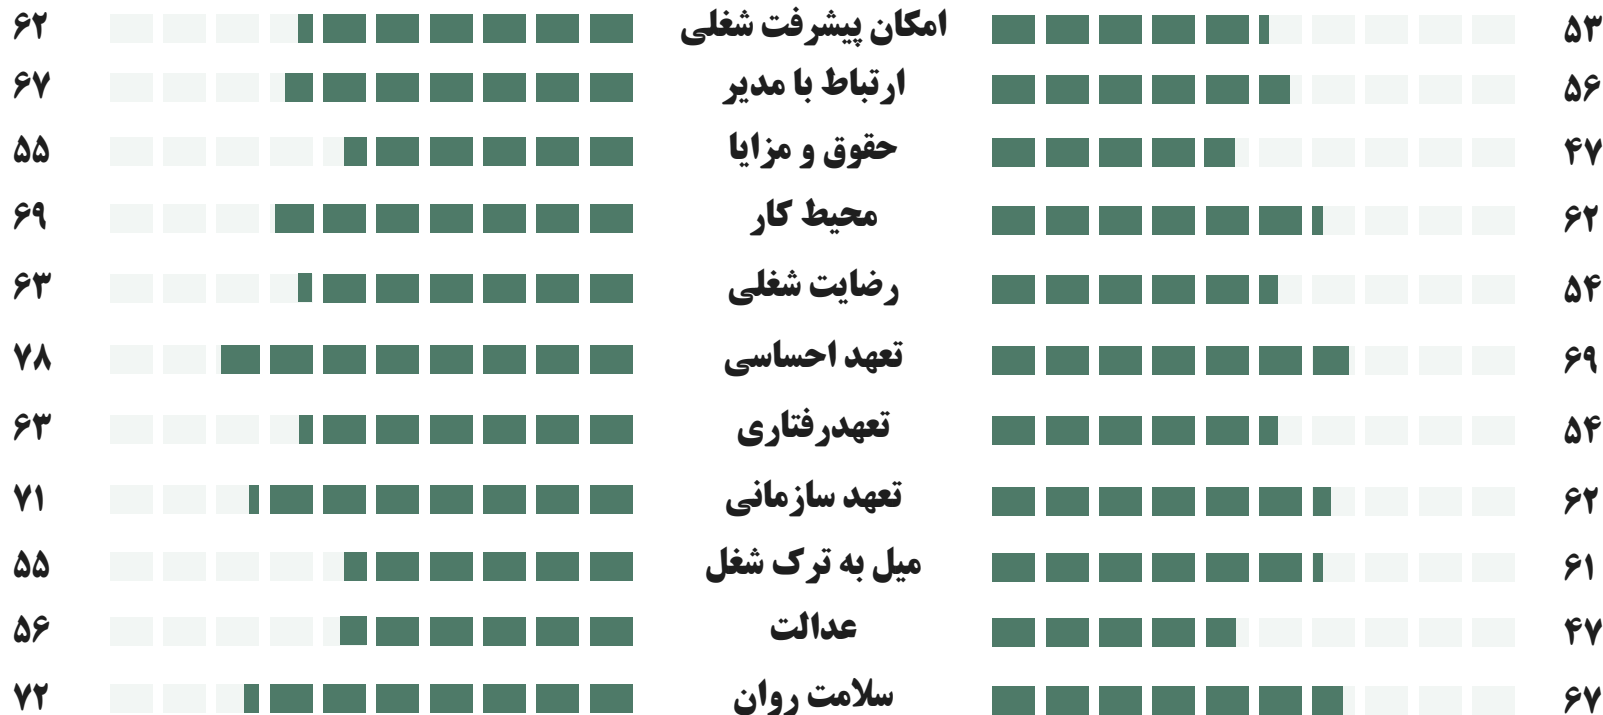 ۵۳ امکان پیشرفت شغلی ۶۲
۵۶ ارتباط با مدیر ۶۷
۴۷ حقوق و مزایا ۵۵
۶۲ محیط کار ۶۹
۵۴ رضایت شغلی ۶۳
۶۹ تعهد احساسی ۷۸
۵۴ تعهدرفتاری ۶۳
۶۲ تعهد سازمانی ۷۱
۶۱ میل به ترک شغل ۵۵
۴۷ عدالت ۵۶
۶۷ سلامت روان ۷۲